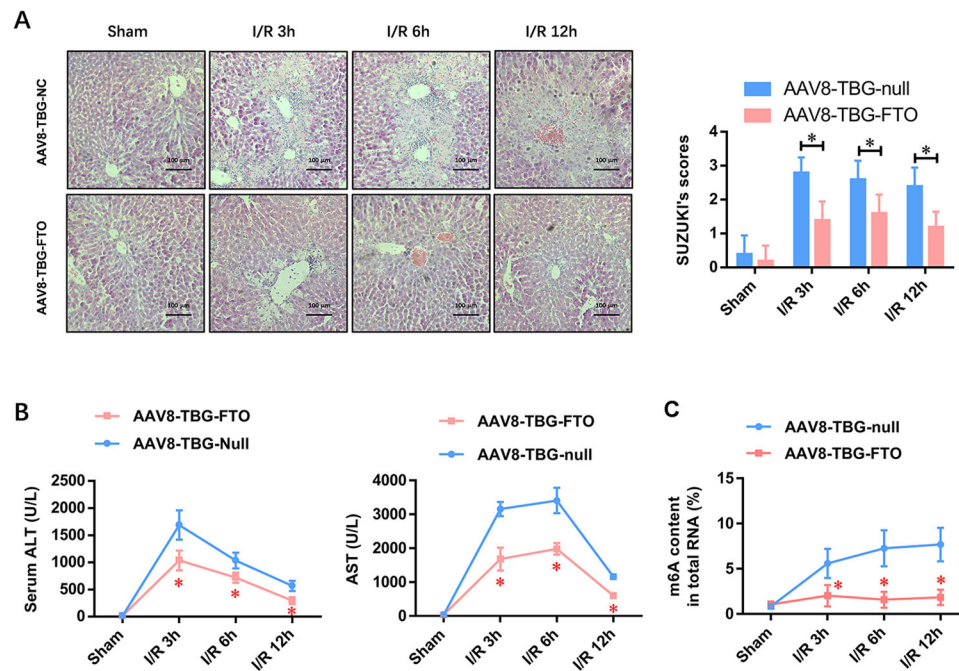 A
Sham
I/R 3h
I/R 6h
I/R 12h
AAV8-TBG-NC
100 μm
100 μm
100 μm
100 μm
AAV8-TBG-FTO
100 μm
100 μm
100 μm
100 μm
AAV8-TBG-null
AAV8-TBG-FTO
SUZUKI's scores
4
3
2
1
0
*
*
*
Sham
I/R 3h
I/R 6h
I/R 12h
B
AAV8-TBG-FTO
AAV8-TBG-Null
Serum ALT (U/L)
2500
2000
1500
1000
500
0
*
*
*
Sham
I/R 3h
I/R 6h
I/R 12h
AAV8-TBG-FTO
AAV8-TBG-null
AST (U/L)
4000
3000
2000
1000
0
*
*
*
Sham
I/R 3h
I/R 6h
I/R 12h
C
AAV8-TBG-null
AAV8-TBG-FTO
m6A content
in total RNA (%)
15
10
5
0
*
*
*
Sham
I/R 3h
I/R 6h
I/R 12h